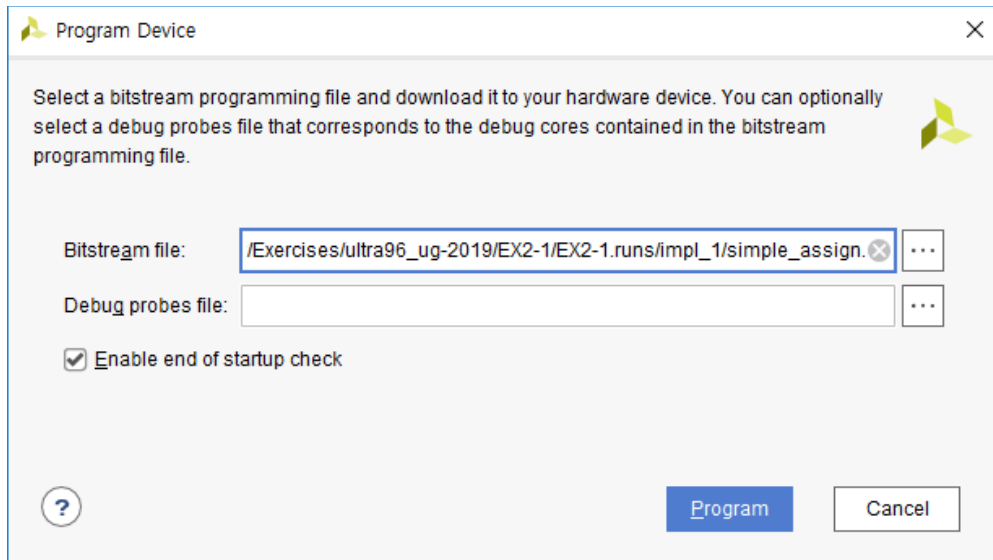 Program Device
Select a bitstream programming file and download it to your hardware device. You can optionally
select a debug probes file that corresponds to the debug cores contained in the bitstream
programming file.
Bitstream file: /Exercises/ultra96_ug-2019/EX2-1/EX2-1.runs/impl_1/simple_assign. ...
Debug probes file: ...
Enable end of startup check
? Program Cancel